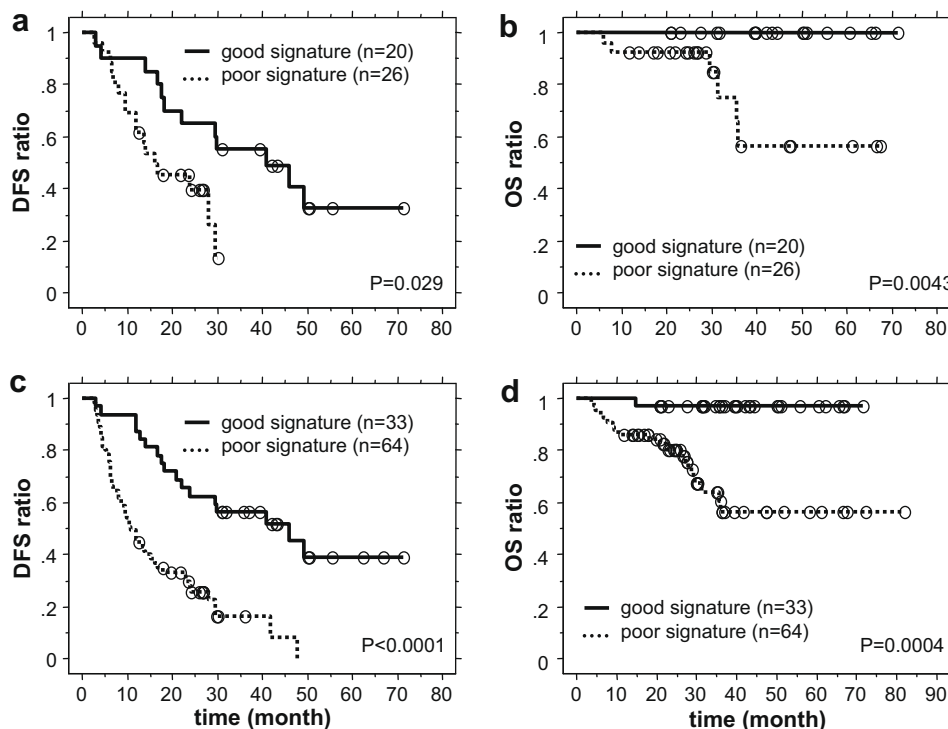 a
1
.8
.6
.4
.2
0
DFS ratio
good signature (n=20)
poor signature (n=26)
P=0.029
0 10 20 30 40 50 60 70 80
b
1
.8
.6
.4
.2
0
OS ratio
good signature (n=20)
poor signature (n=26)
P=0.0043
0 10 20 30 40 50 60 70 80 90
c
1
.8
.6
.4
.2
0
DFS ratio
good signature (n=33)
poor signature (n=64)
P<0.0001
0 10 20 30 40 50 60 70 80
time (month)
d
1
.8
.6
.4
.2
0
OS ratio
good signature (n=33)
poor signature (n=64)
P=0.0004
0 10 20 30 40 50 60 70 80 90
time (month)